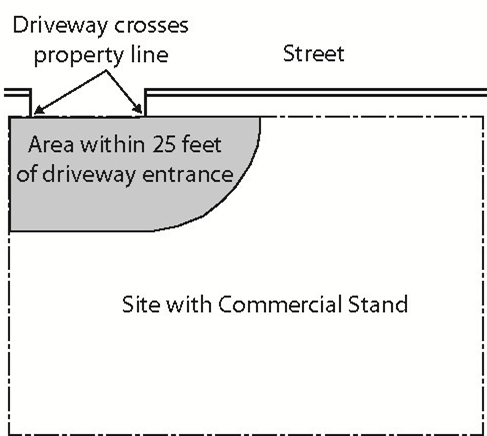 Driveway crosses
property line
Street
Area within 25 feet
of driveway entrance
Site with Commercial Stand